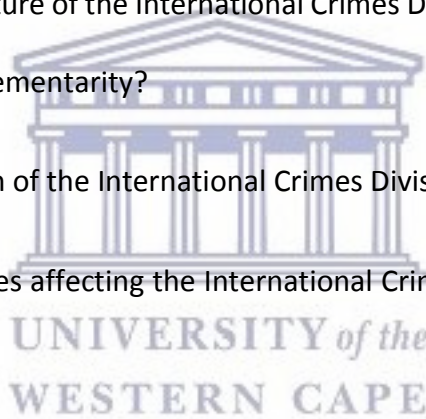 ture of the International Crimes D
ementarity?
n of the International Crimes Divis
es affecting the International Crim
UNIVERSITY of the
WESTERN CAPE